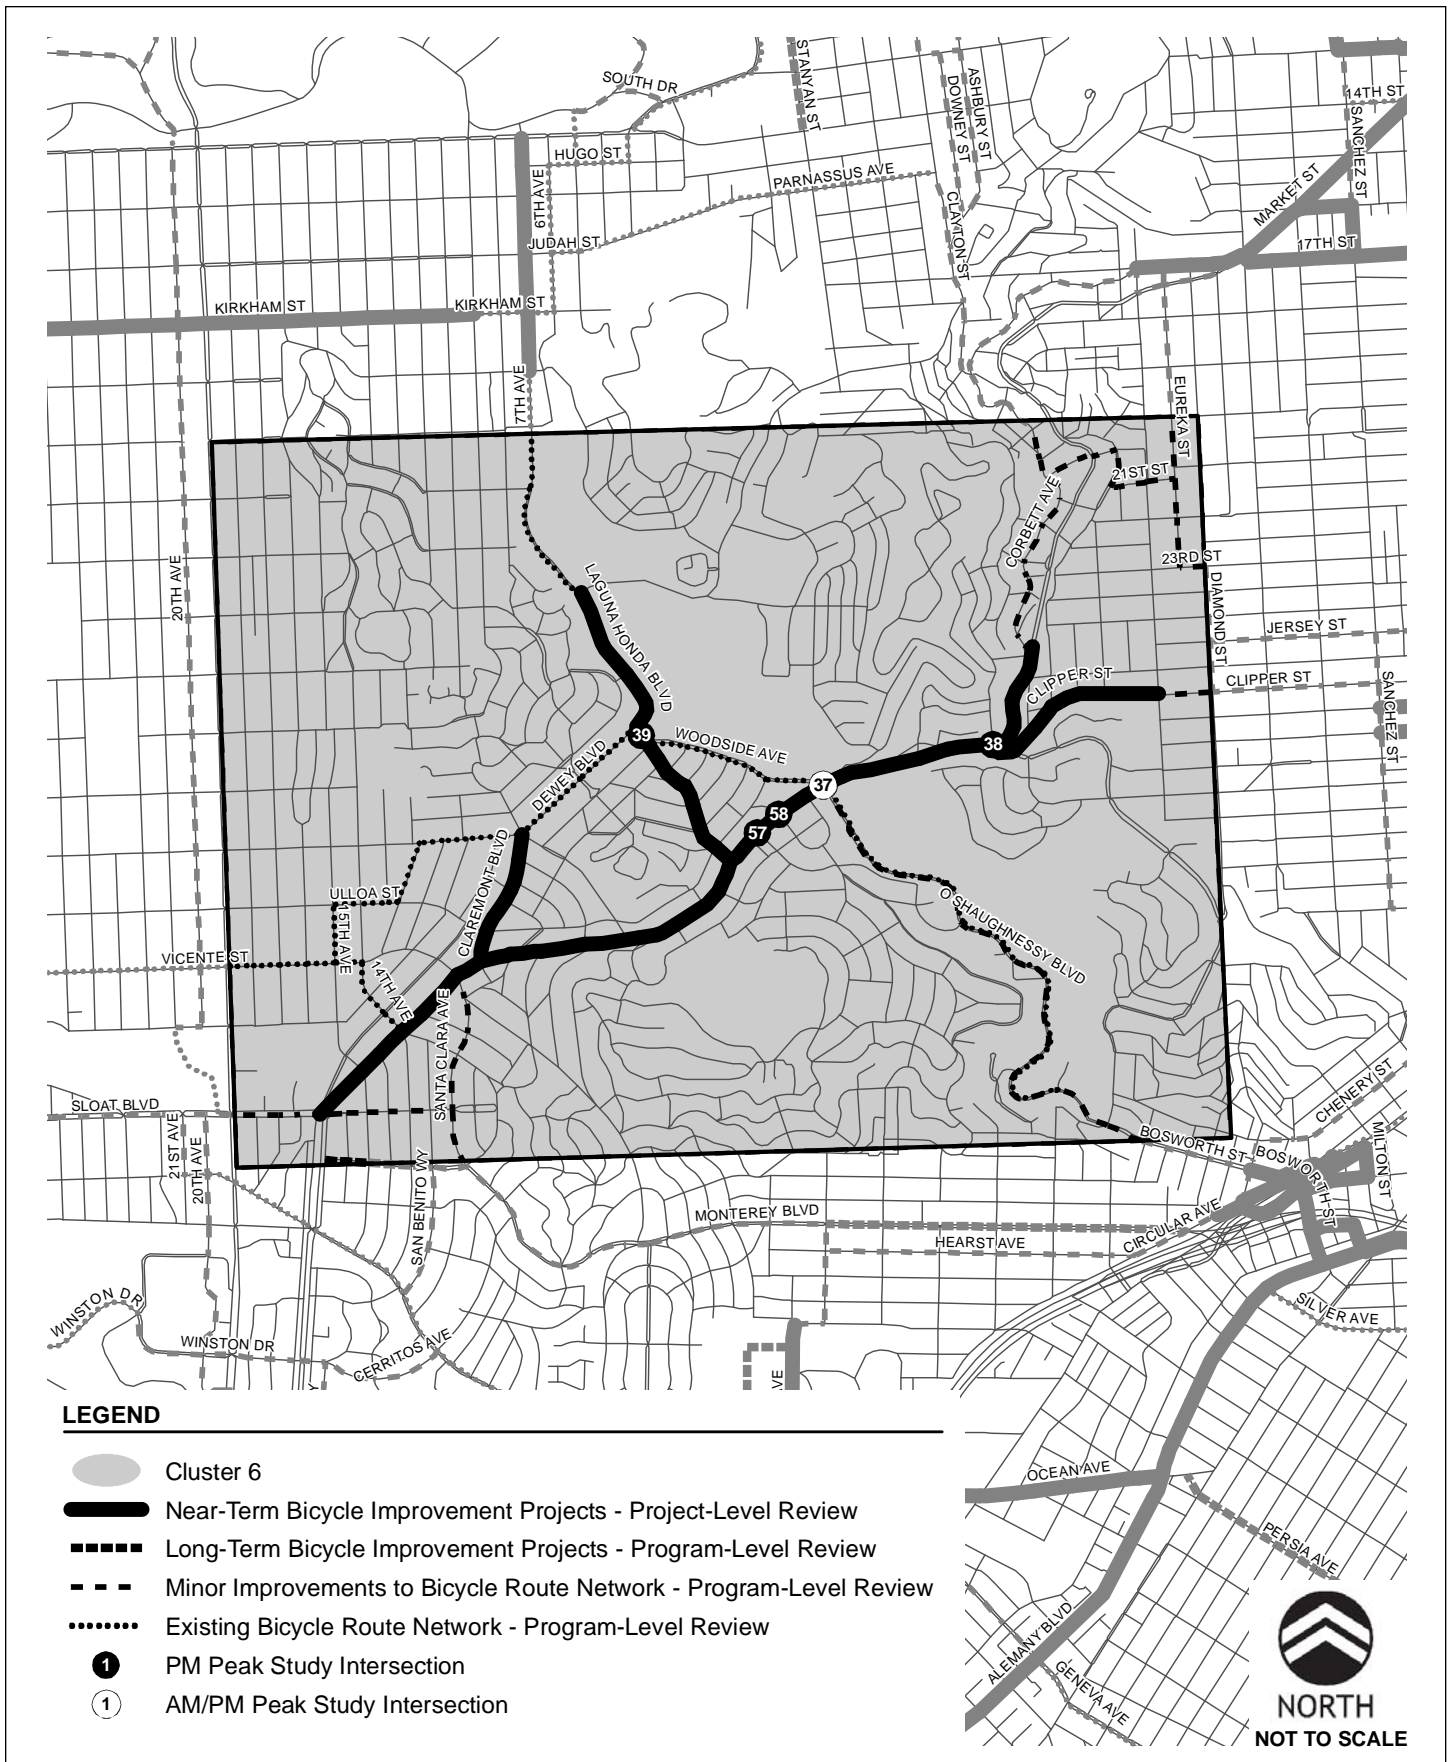 SOUTH DR
STANYAN ST
ASHBURY ST
DOWNEY ST
14TH ST
SANCHEZ ST
HUGO ST
6TH AVE
PARNASSUS AVE
MARKET ST
CLAYTON ST
JUDAH ST
17TH ST
KIRKHAM ST
KIRKHAM ST
7TH AVE
EUREKA ST
21ST ST
CORBETT AVE
20TH AVE
23RD ST
LAGUNA HONDA BLVD
DIAMOND ST
JERSEY ST
CLIPPER ST
CLIPPER ST
SANCHEZ ST
39
WOODSIDE AVE
38
DEWEY BLVD
37
58
57
CLAREMONT BLVD
ULLOA ST
15TH AVE
O SHAUGHNESSY BLVD
VICENTE ST
14TH AVE
SANTA CLARA AVE
SLOAT BLVD
21ST AVE
20TH AVE
CHENERY ST
MILTON ST
BOSWORTH ST
BOSWORTH ST
SAN BENITO WY
MONTEREY BLVD
CIRCULAR AVE
HEARST AVE
WINSTON DR
SILVER AVE
WINSTON DR
CERRITOS AVE
AVE
Y
OCEAN AVE
PERSIA AVE
ALEMANY BLVD
GENEVA AVE
LEGEND
Cluster 6
Near-Term Bicycle Improvement Projects - Project-Level Review
Long-Term Bicycle Improvement Projects - Program-Level Review
Minor Improvements to Bicycle Route Network - Program-Level Review
Existing Bicycle Route Network - Program-Level Review
1 PM Peak Study Intersection
1 AM/PM Peak Study Intersection
NORTH
NOT TO SCALE